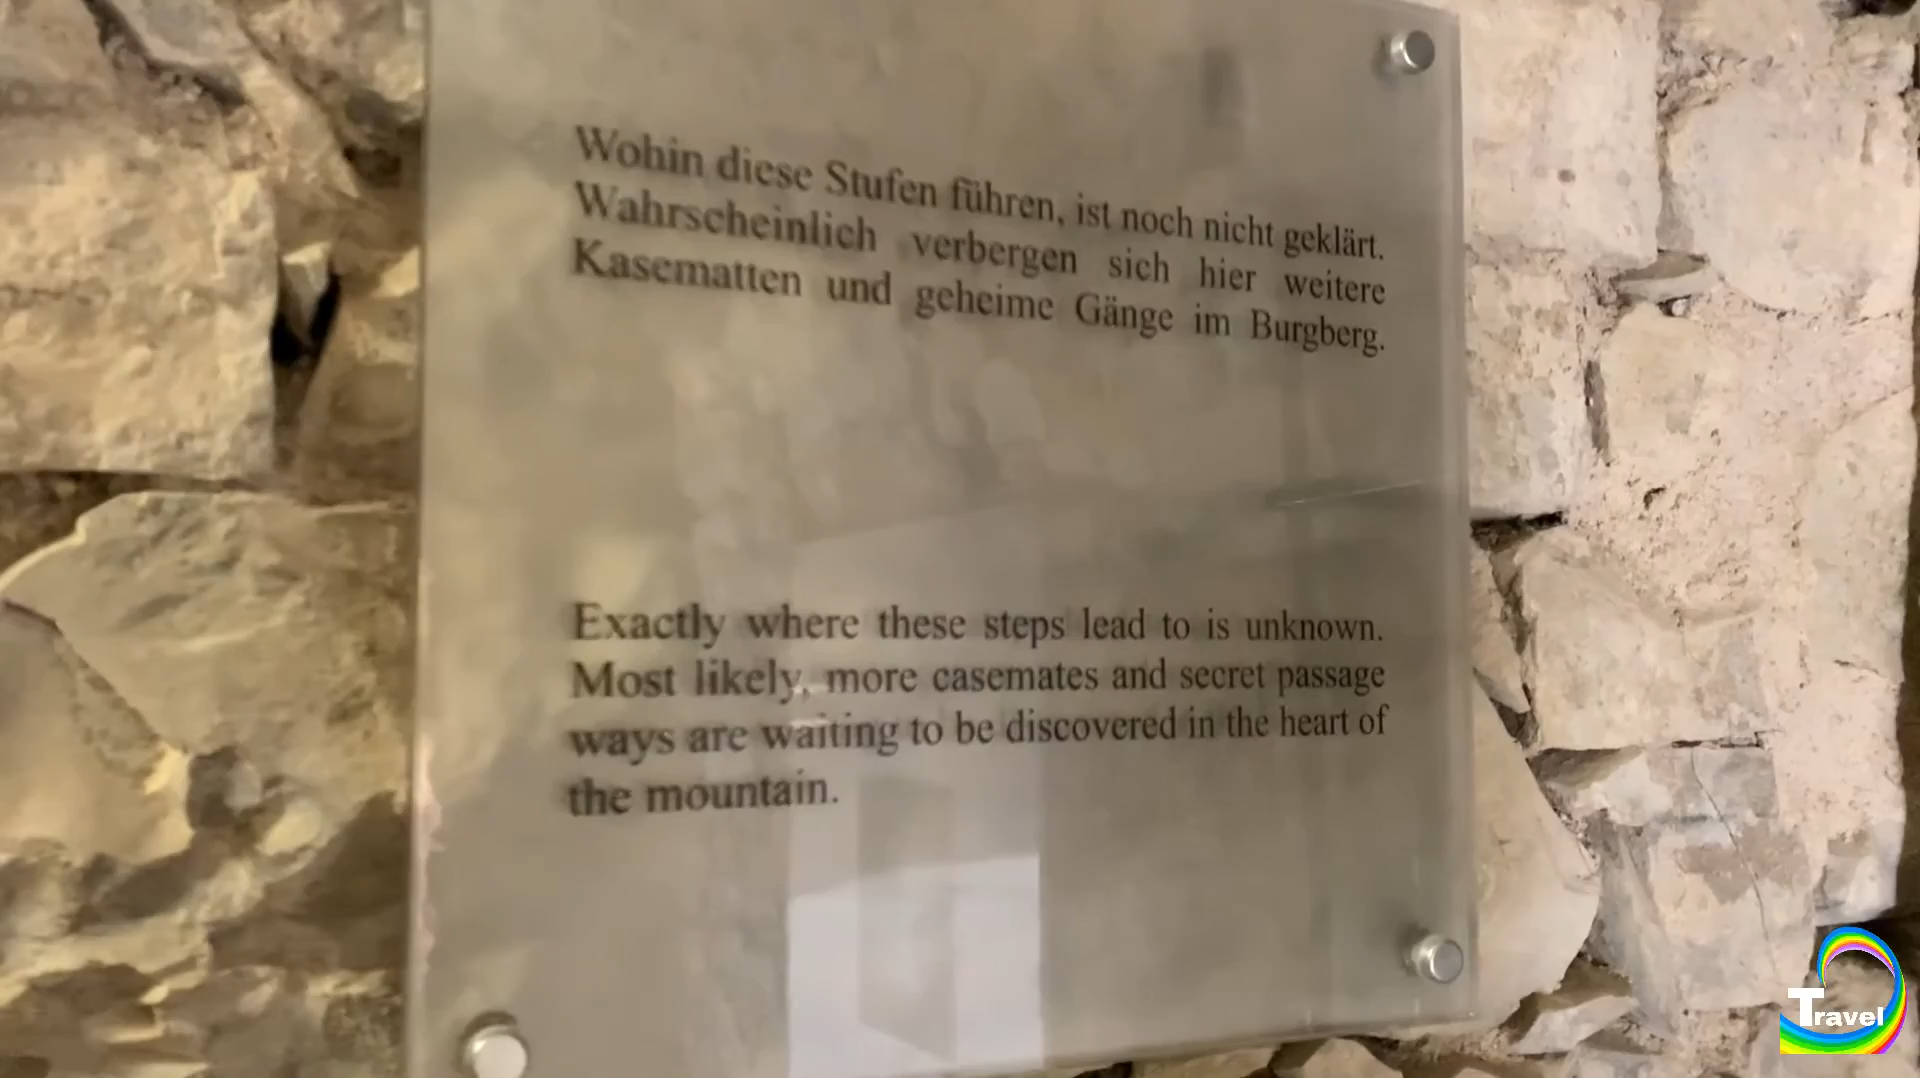 Wohin diese Stufen führen, ist noch nicht geklärt.
Wahrscheinlich verbergen sich hier weitere
Kasematten und geheime Gänge im Burgberg.
Exactly where these steps lead to is unknown.
Most likely, more casemates and secret passage
ways are waiting to be discovered in the heart of
the mountain.
Travel